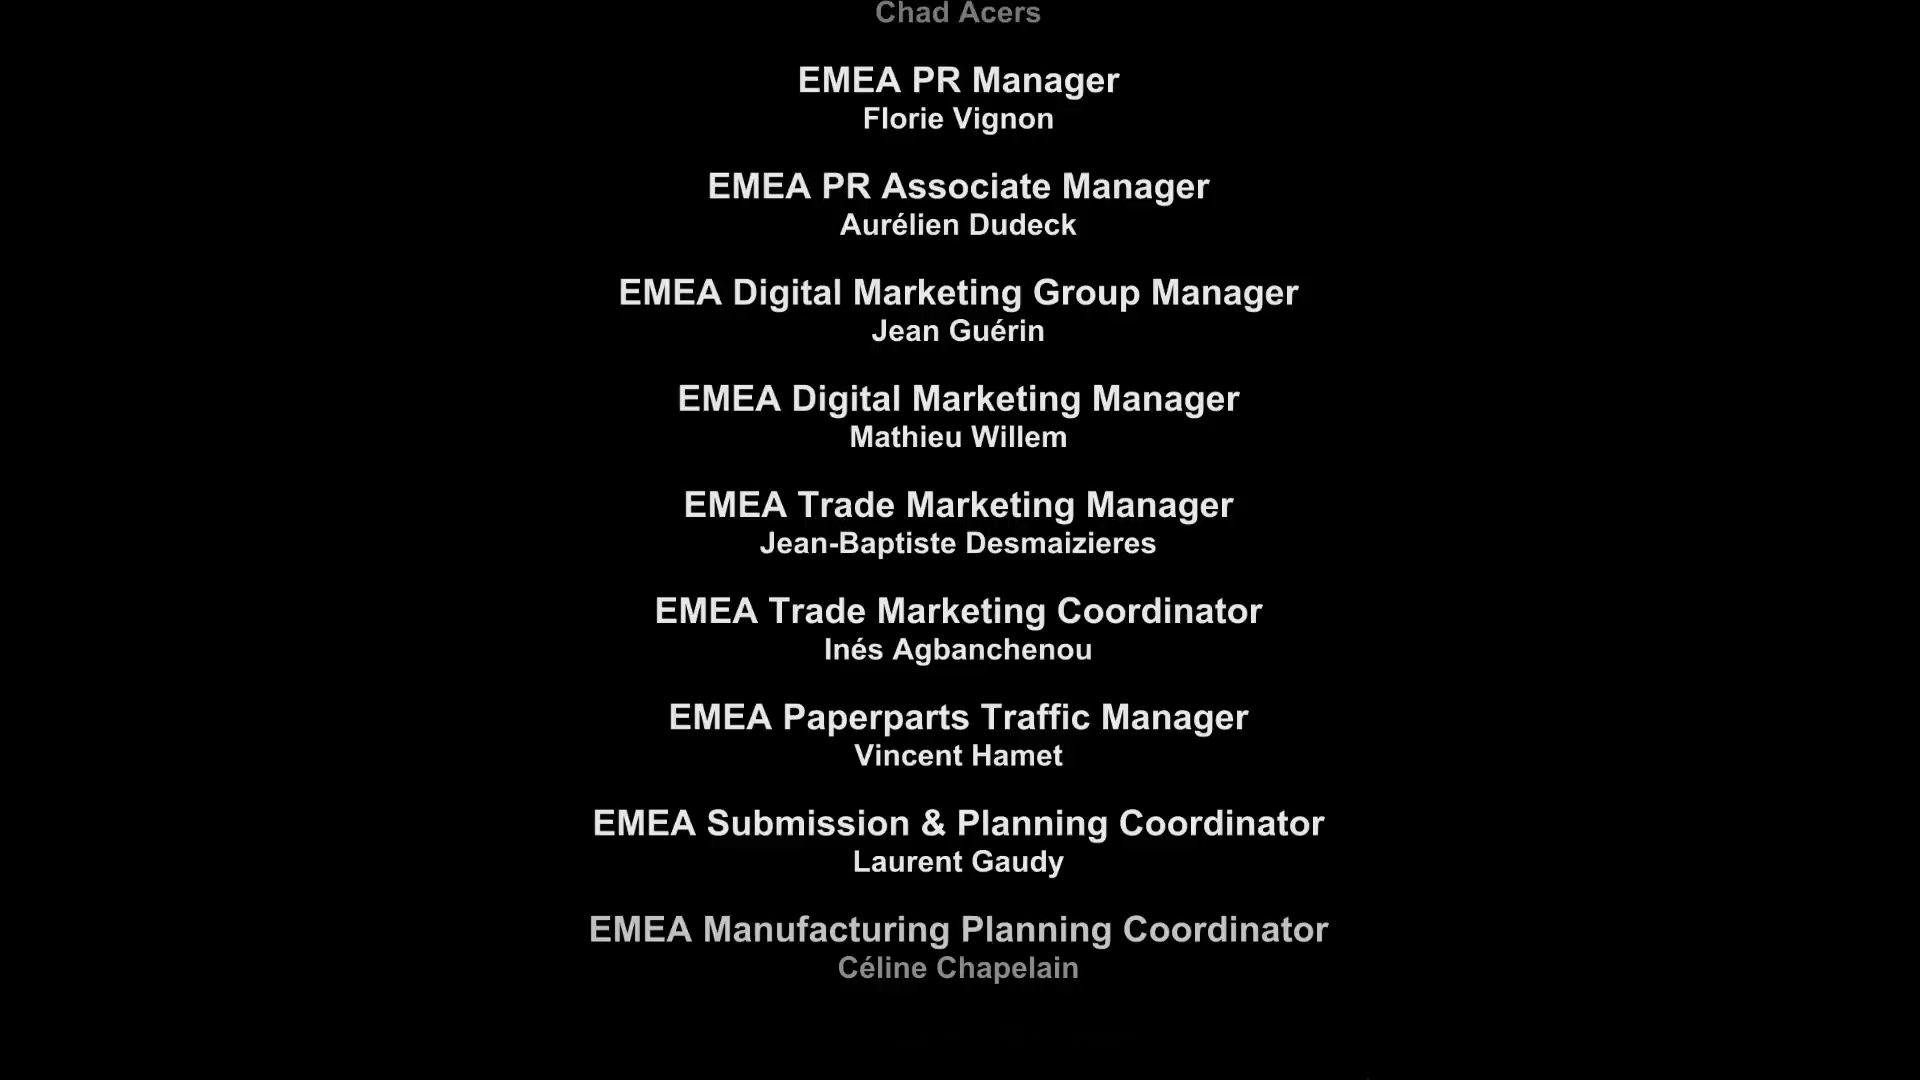 Chad Acers
EMEA PR Manager
Florie Vignon
EMEA PR Associate Manager
Aurélien Dudeck
EMEA Digital Marketing Group Manager
Jean Guérin
EMEA Digital Marketing Manager
Mathieu Willem
EMEA Trade Marketing Manager
Jean-Baptiste Desmaizieres
EMEA Trade Marketing Coordinator
Inés Agbanchenou
EMEA Paperparts Traffic Manager
Vincent Hamet
EMEA Submission & Planning Coordinator
Laurent Gaudy
EMEA Manufacturing Planning Coordinator
Céline Chapelain